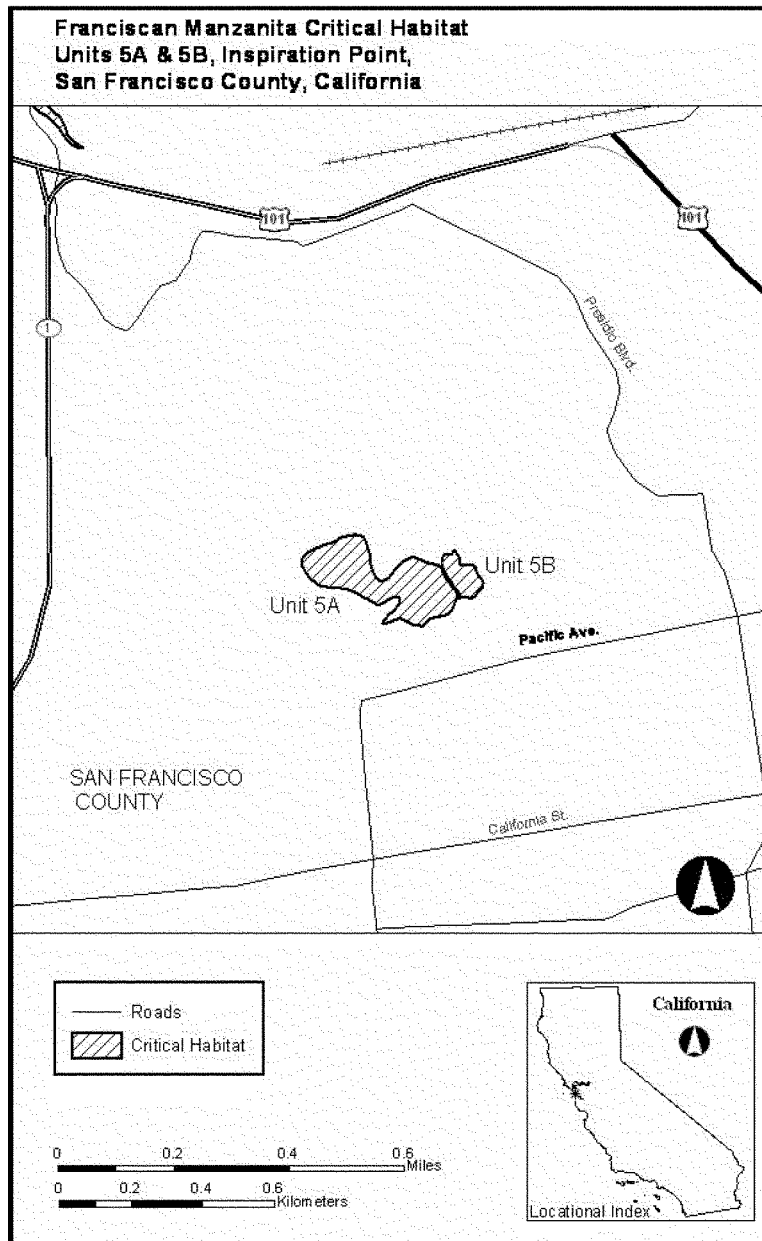 Franciscan Manzanita Critical Habitat
Units 5A & 5B, Inspiration Point,
San Francisco County, California
101
101
1
Presidio Blvd.
Unit 5B
Unit 5A
Pacific Ave.
SAN FRANCISCO
COUNTY
California St.
Roads
Critical Habitat
California
0 0.2 0.4 0.6
Miles
0 0.2 0.4 0.6
Kilometers
Locational Index